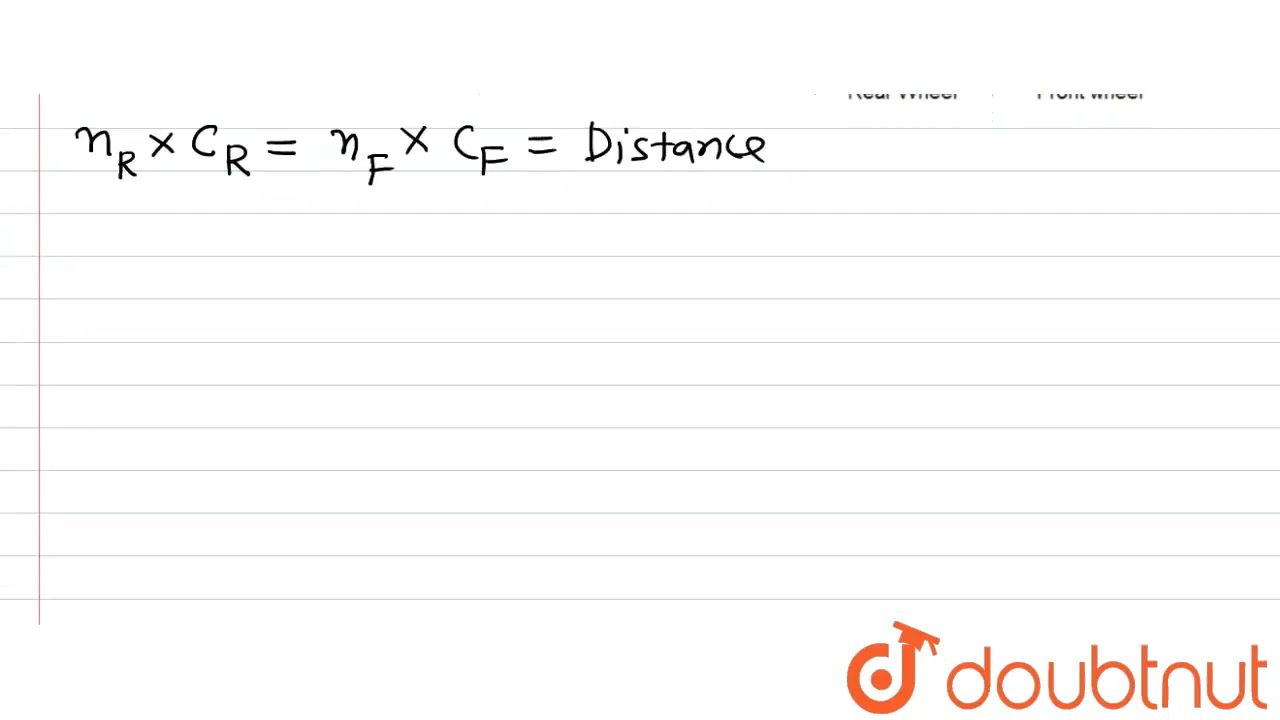 Rear Wheel Front wheel
n_R × C_R = n_F × C_F = Distance
doubtnut